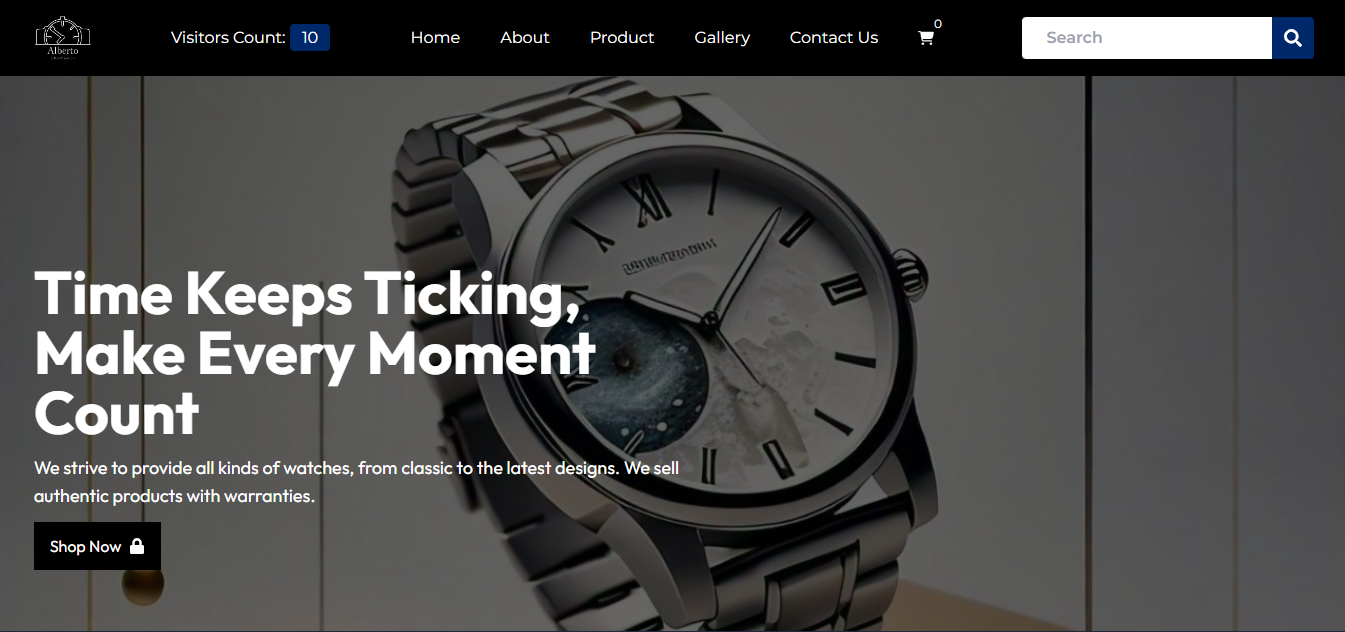 Alberto
Visitors Count: 10
Home
About
Product
Gallery
Contact Us
0
Search
Time Keeps Ticking,
Make Every Moment
Count
We strive to provide all kinds of watches, from classic to the latest designs. We sell
authentic products with warranties.
Shop Now
XII